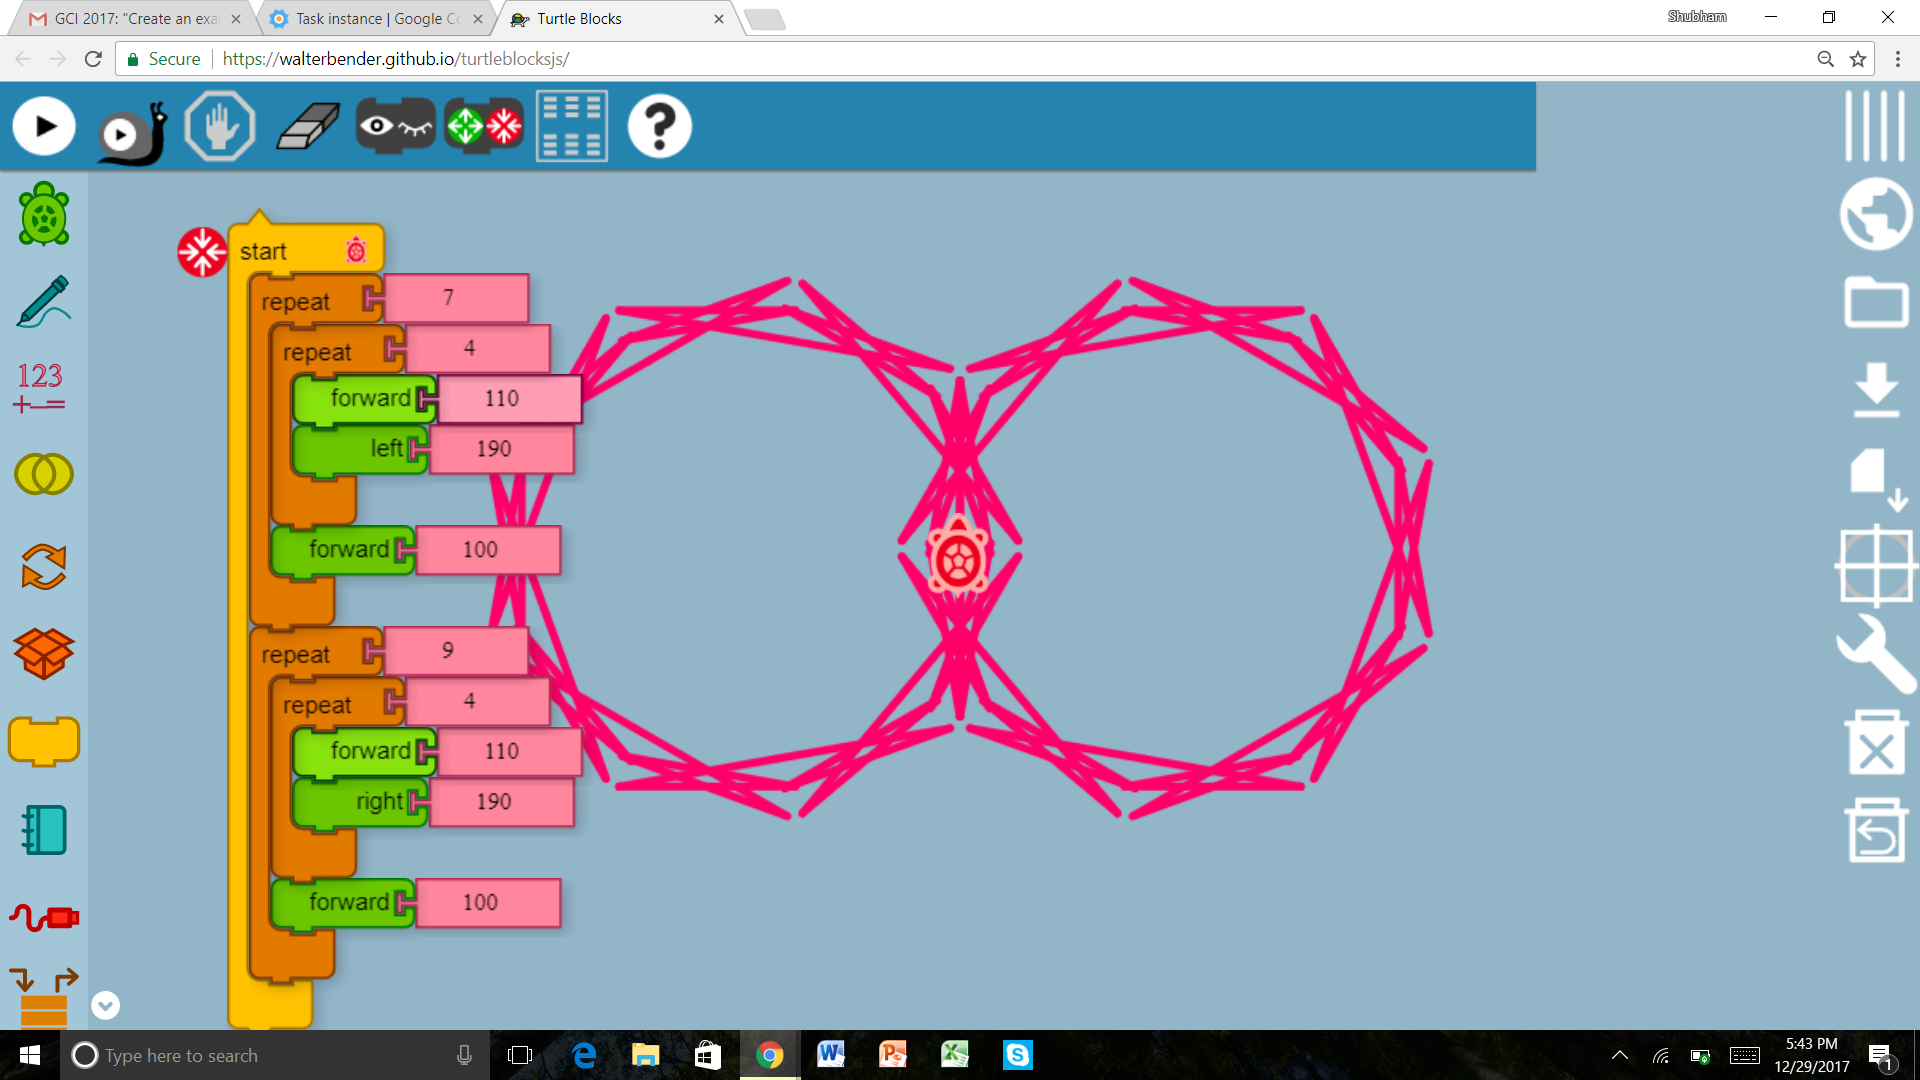 GCI 2017: "Create an exa
Task instance | Google Co
Turtle Blocks
Shubham
Secure
https://walterbender.github.io/turtleblocksjs/
?
start
repeat 7
repeat 4
forward 110
left 190
forward 100
repeat 9
repeat 4
forward 110
right 190
forward 100
123
+–=
Type here to search
5:43 PM
12/29/2017
1